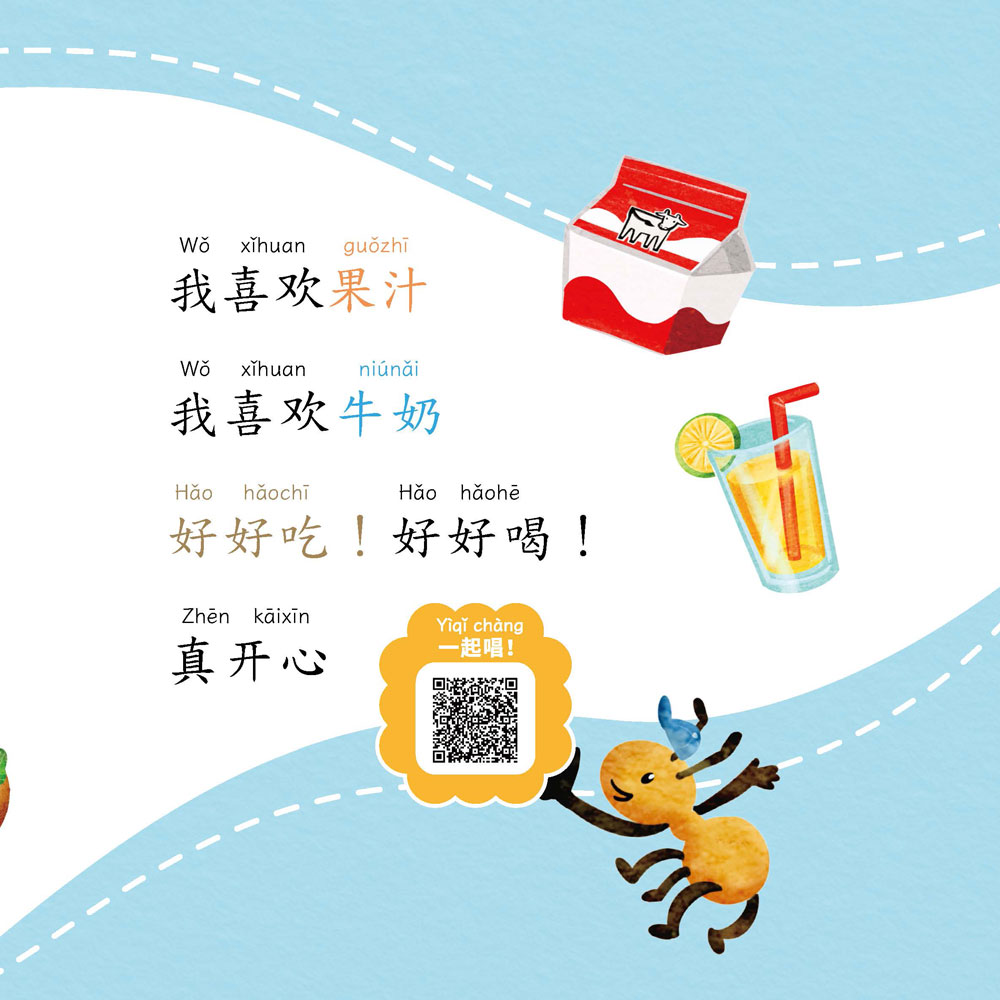 Wǒ xǐhuan guǒzhī
我喜欢果汁
Wǒ xǐhuan niúnǎi
我喜欢牛奶
Hǎo hǎochī Hǎo hǎohē
好好吃！好好喝！
Zhēn kāixīn
真开心
Yìqǐ chàng
一起唱！